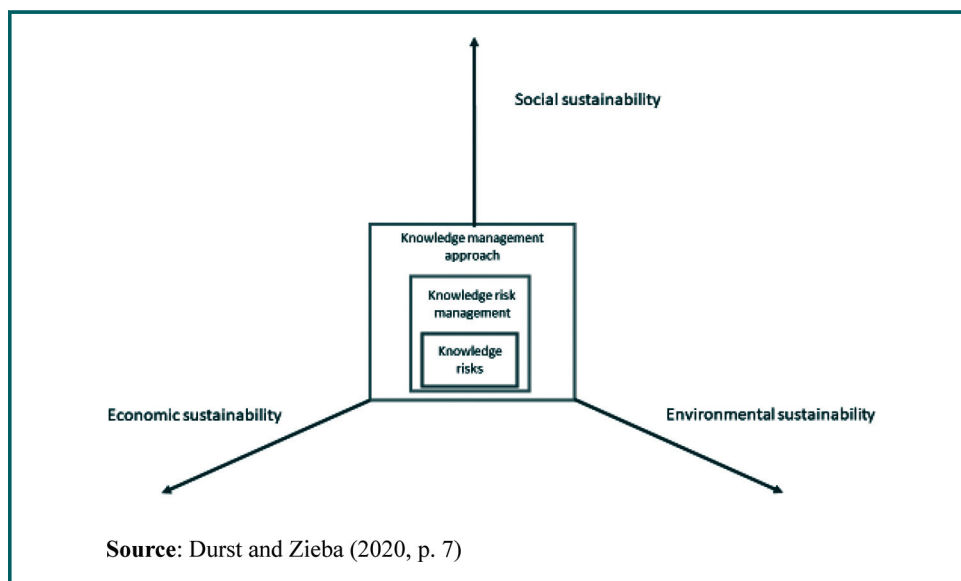 Social sustainability
Knowledge management
approach
Knowledge risk
management
Knowledge
risks
Economic sustainability
Environmental sustainability
Source: Durst and Zieba (2020, p. 7)